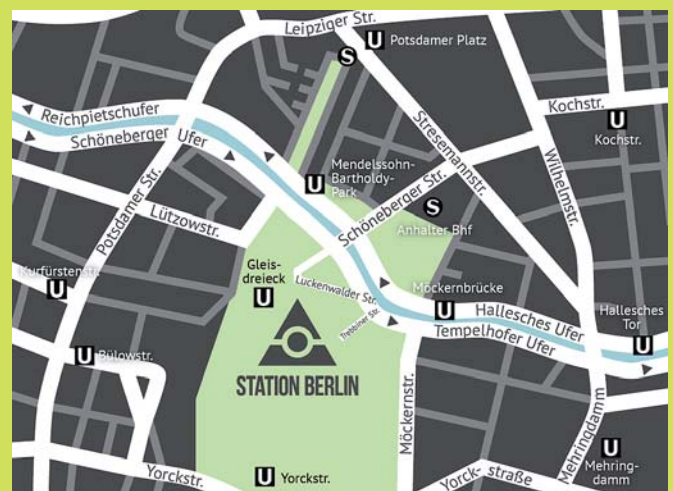 Leipziger Str.
S
U
Potsdamer Platz
Reichpietschufer
Schöneberger Ufer
Kochstr.
U
Kochstr.
Stresemannstr.
Wilhelmstr.
Potsdamer Str.
U
Mendelssohn-
Bartholdy-
Park
Schöneberger Str.
S
Anhalter Bhf
Lützowstr.
Kurfürstenstr.
U
Gleis-
dreieck
U
Luckenwalder Str.
Trebbiner Str.
Möckernbrücke
U
Hallesches Ufer
Tempelhofer Ufer
Hallesches
Tor
U
U
Bülowstr.
STATION BERLIN
Möckernstr.
Mehringdamm
Yorckstr.
U
Yorckstr.
Yorck-
straße
U
Mehring-
damm